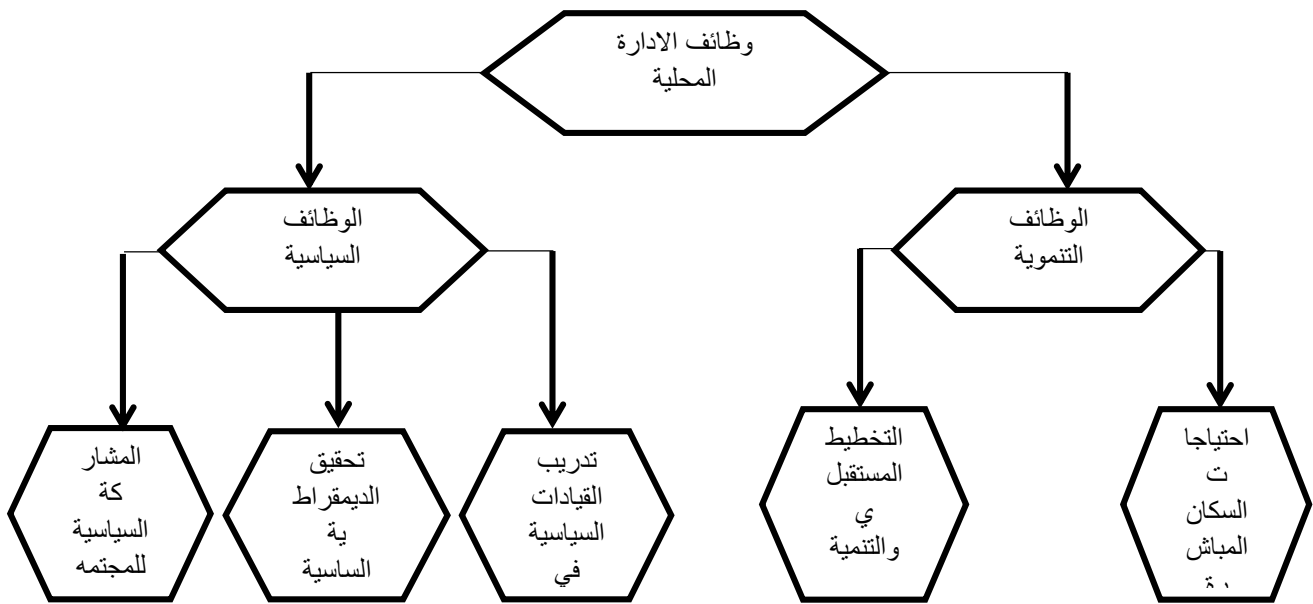 وظائف الادارة
المحلية
الوظائف
التنموية
الوظائف
السياسية
احتياجا
ت
السكان
المباش
التخطيط
المستقبل
ي
والتنمية
تدريب
القيادات
السياسية
في
تحقيق
الديمقراط
ية
الساسية
المشار
كة
السياسية
للمجتمه